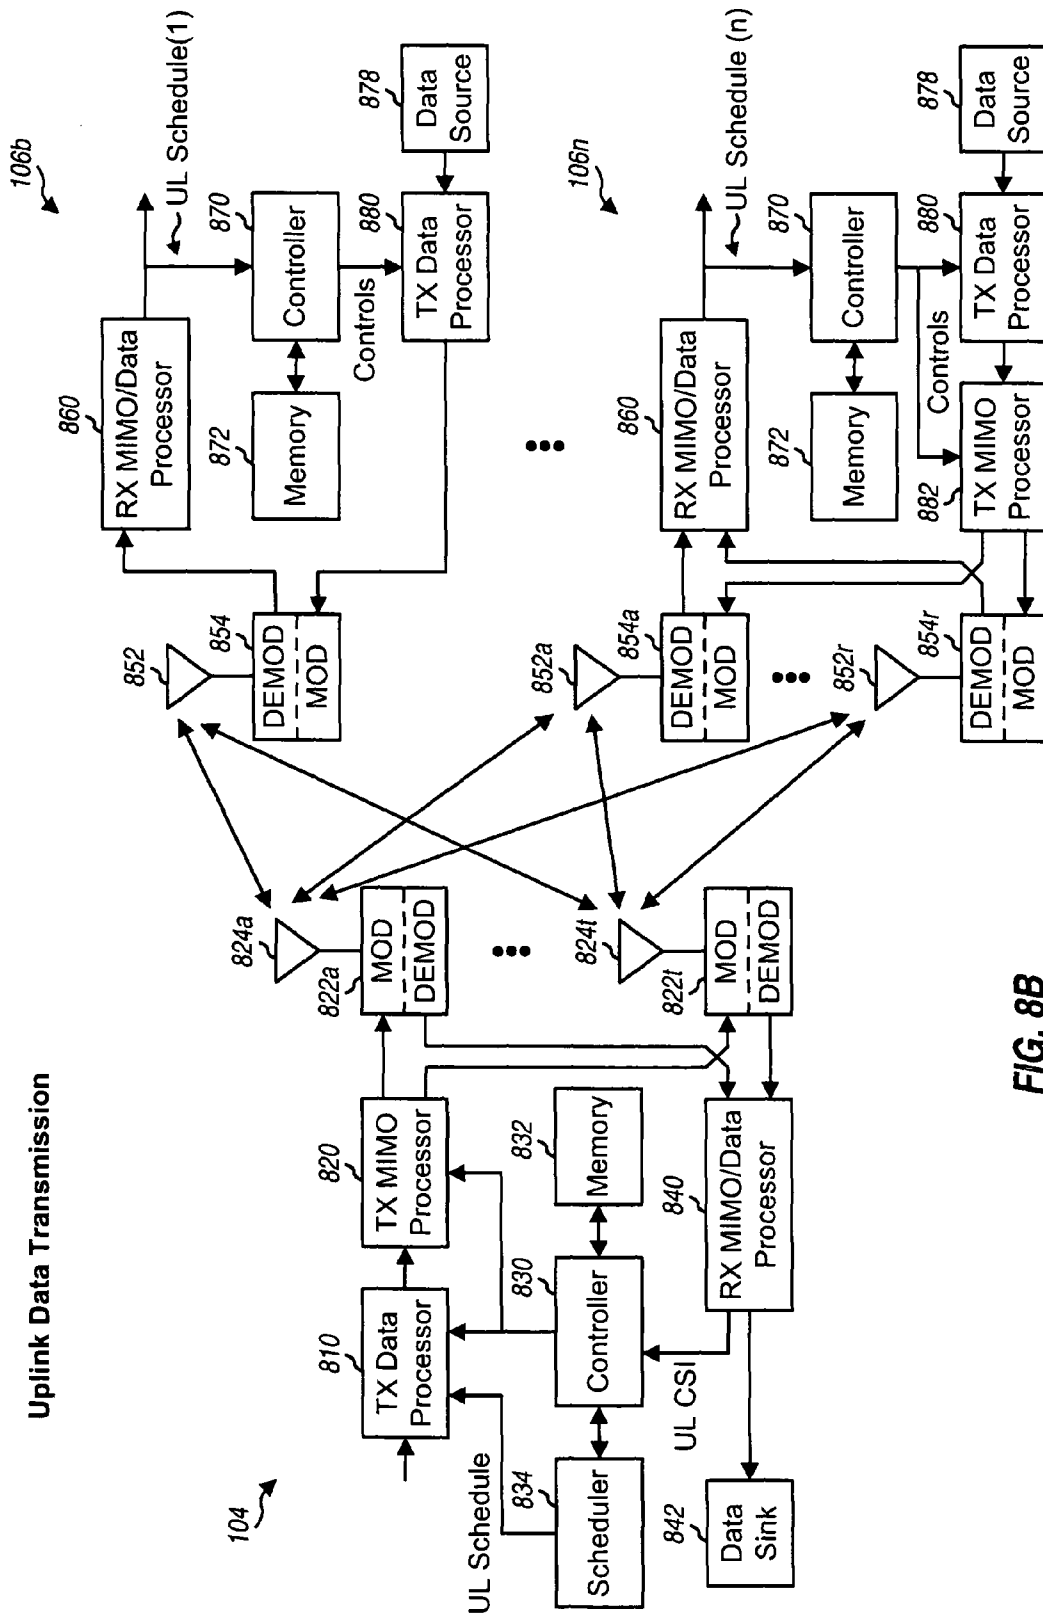 Uplink Data Transmission
104
810
TX Data
Processor
820
TX MIMO
Processor
822a
MOD
DEMOD
824a
UL Schedule
834
Scheduler
830
Controller
832
Memory
822t
MOD
DEMOD
824t
UL CSI
842
Data
Sink
840
RX MIMO/Data
Processor
106b
852
854
DEMOD
MOD
860
RX MIMO/Data
Processor
UL Schedule(1)
872
Memory
870
Controller
Controls
880
TX Data
Processor
878
Data
Source
106n
852a
854a
DEMOD
MOD
852r
854r
DEMOD
MOD
860
RX MIMO/Data
Processor
UL Schedule (n)
872
Memory
870
Controller
Controls
882
TX MIMO
Processor
880
TX Data
Processor
878
Data
Source
FIG. 8B